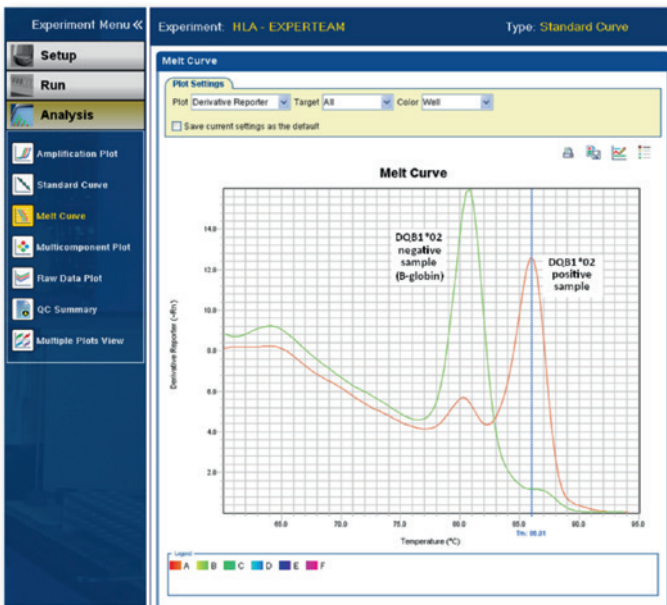 Experiment Menu «
Experiment: HLA - EXPERTEAM
Type: Standard Curve
Setup
Run
Analysis
Amplification Plot
Standard Curve
Melt Curve
Multicomponent Plot
Raw Data Plot
QC Summary
Multiple Plots View
Melt Curve
Plot Settings
Plot Derivative Reporter Target All Color Well
Save current settings as the default
Melt Curve
DQB1*02
negative
sample
(B-globin)
DQB1*02
positive
sample
Derivative Reporter (-Rn)
14.0
12.0
10.0
8.0
6.0
4.0
2.0
65.0 70.0 75.0 80.0 85.0 90.0 95.0
Temperature (°C)
Legend
A B C D E F